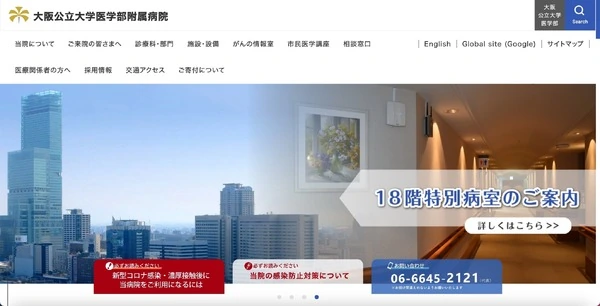 大阪公立大学医学部附属病院
大阪
公立大学
医学部
Search
当院について ご来院の皆さまへ 診療科・部門 施設・設備 がんの情報室 市民医学講座 相談窓口
English Global site (Google) サイトマップ
医療関係者の方へ 採用情報 交通アクセス ご寄付について
18階特別病室のご案内
詳しくはこちら>>
必ずお読みください
新型コロナ感染・濃厚接触後に
当病院をご利用になるには
必ずお読みください
当院の感染防止対策について
お問い合わせ
06-6645-2121(代表)